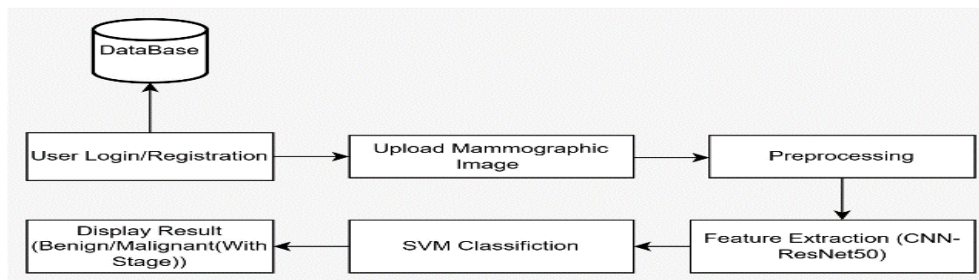 DataBase
User Login/Registration
Upload Mammographic
Image
Preprocessing
Feature Extraction (CNN-
ResNet50)
SVM Classifiction
Display Result
(Benign/Malignant(With
Stage))